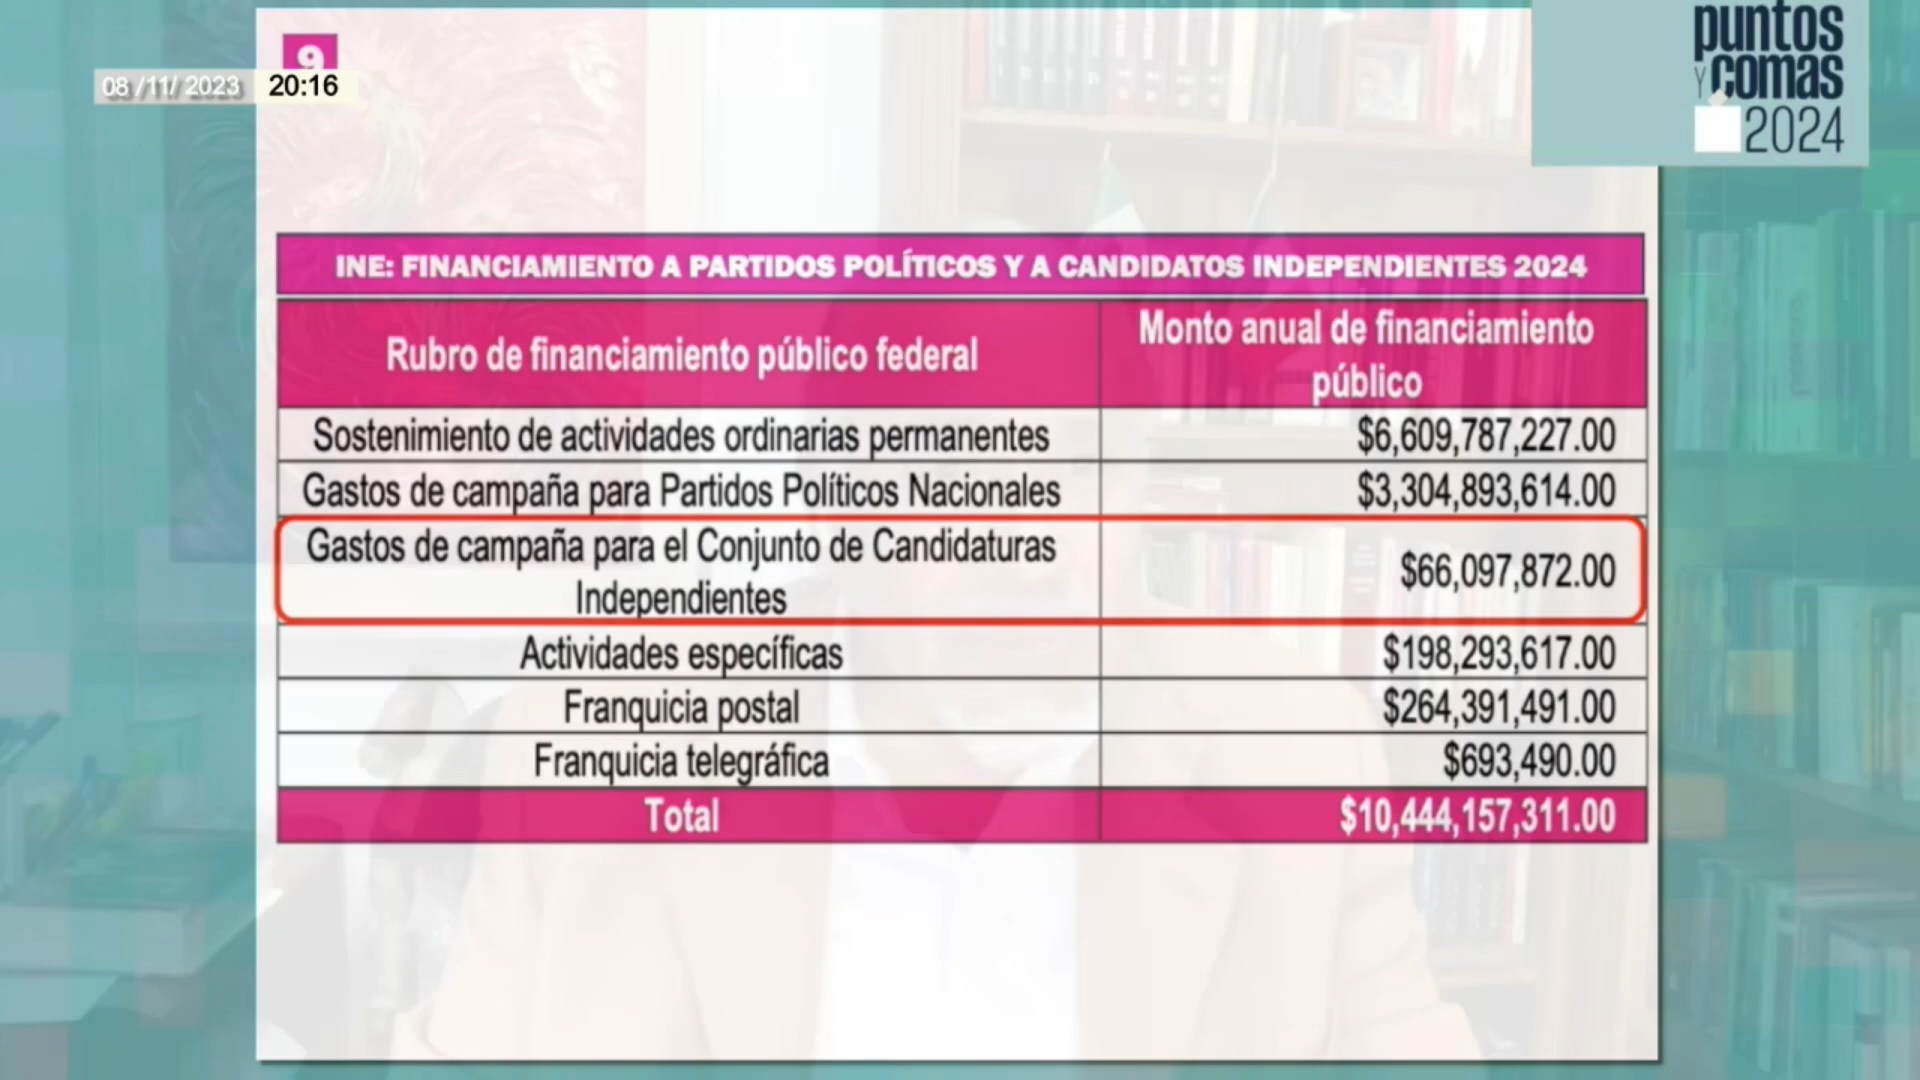 9
08 /11/ 2023 20:16
puntos
Y comas
2024
INE: FINANCIAMIENTO A PARTIDOS POLÍTICOS Y A CANDIDATOS INDEPENDIENTES 2024
Rubro de financiamiento público federal
Monto anual de financiamiento
público
Sostenimiento de actividades ordinarias permanentes $6,609,787,227.00
Gastos de campaña para Partidos Políticos Nacionales $3,304,893,614.00
Gastos de campaña para el Conjunto de Candidaturas
Independientes
$66,097,872.00
Actividades específicas $198,293,617.00
Franquicia postal $264,391,491.00
Franquicia telegráfica $693,490.00
Total $10,444,157,311.00